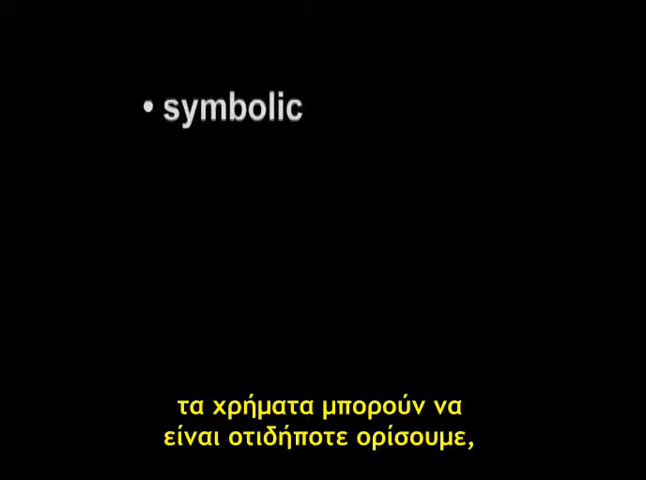 • symbolic
τα χρήματα μπορούν να
είναι οτιδήποτε ορίσουμε,